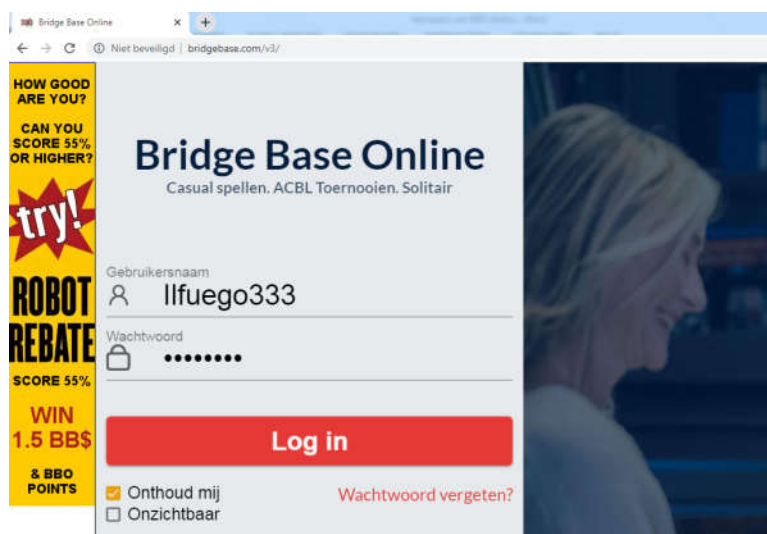 Bridge Base Online
Niet beveiligd | bridgebase.com/v3/
HOW GOOD
ARE YOU?
CAN YOU
SCORE 55%
OR HIGHER?
try!
ROBOT
REBATE
SCORE 55%
WIN
1.5 BB$
& BBO
POINTS
Bridge Base Online
Casual spellen. ACBL Toernooien. Solitair
Gebruikersnaam
Ilfuego333
Wachtwoord
••••••••
Log in
Onthoud mij
Wachtwoord vergeten?
Onzichtbaar